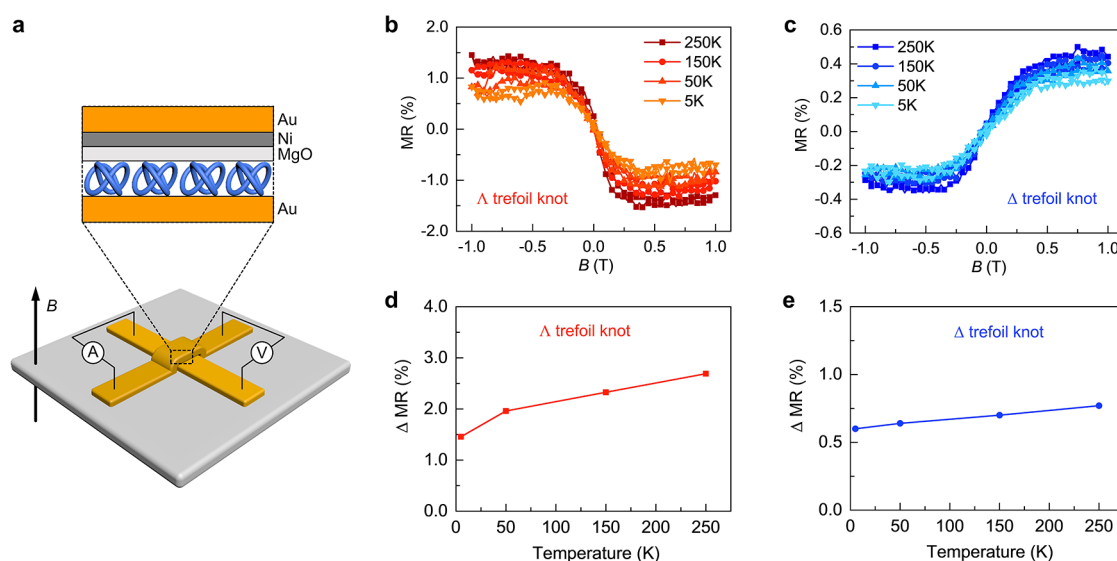 a
Au
Ni
MgO
Au
B
A
V
b
MR (%)
2.0
1.0
0.0
-1.0
-2.0
250K
150K
50K
5K
Λ trefoil knot
-1.0 -0.5 0.0 0.5 1.0
B (T)
c
MR (%)
0.6
0.4
0.2
0.0
-0.2
-0.4
-0.6
250K
150K
50K
5K
Δ trefoil knot
-1.0 -0.5 0.0 0.5 1.0
B (T)
d
Δ MR (%)
4.0
3.0
2.0
1.0
0.0
Λ trefoil knot
0 50 100 150 200 250
Temperature (K)
e
Δ MR (%)
1.5
1.0
0.5
0.0
Δ trefoil knot
0 50 100 150 200 250
Temperature (K)